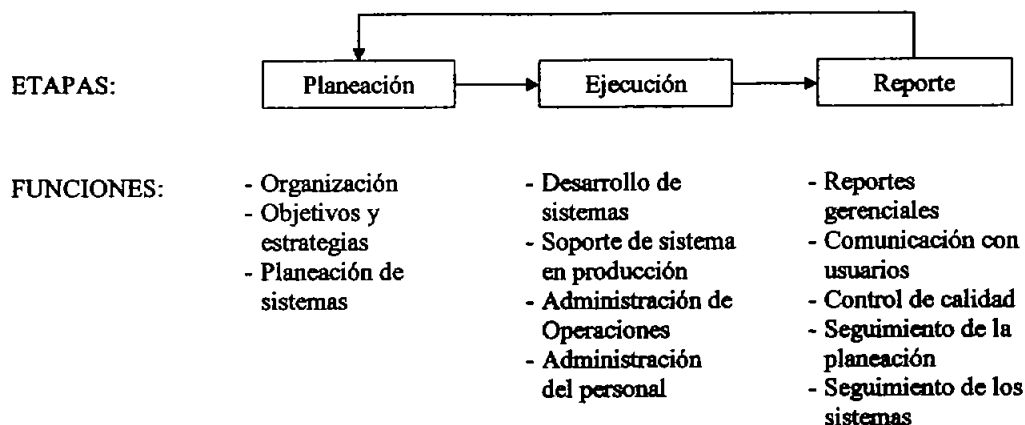 ETAPAS:
Planeación
Ejecución
Reporte
FUNCIONES:
- Organización
- Objetivos y
estrategias
- Planeación de
sistemas
- Desarrollo de
sistemas
- Soporte de sistema
en producción
- Administración de
Operaciones
- Administración
del personal
- Reportes
gerenciales
- Comunicación con
usuarios
- Control de calidad
- Seguimiento de la
planeación
- Seguimiento de los
sistemas